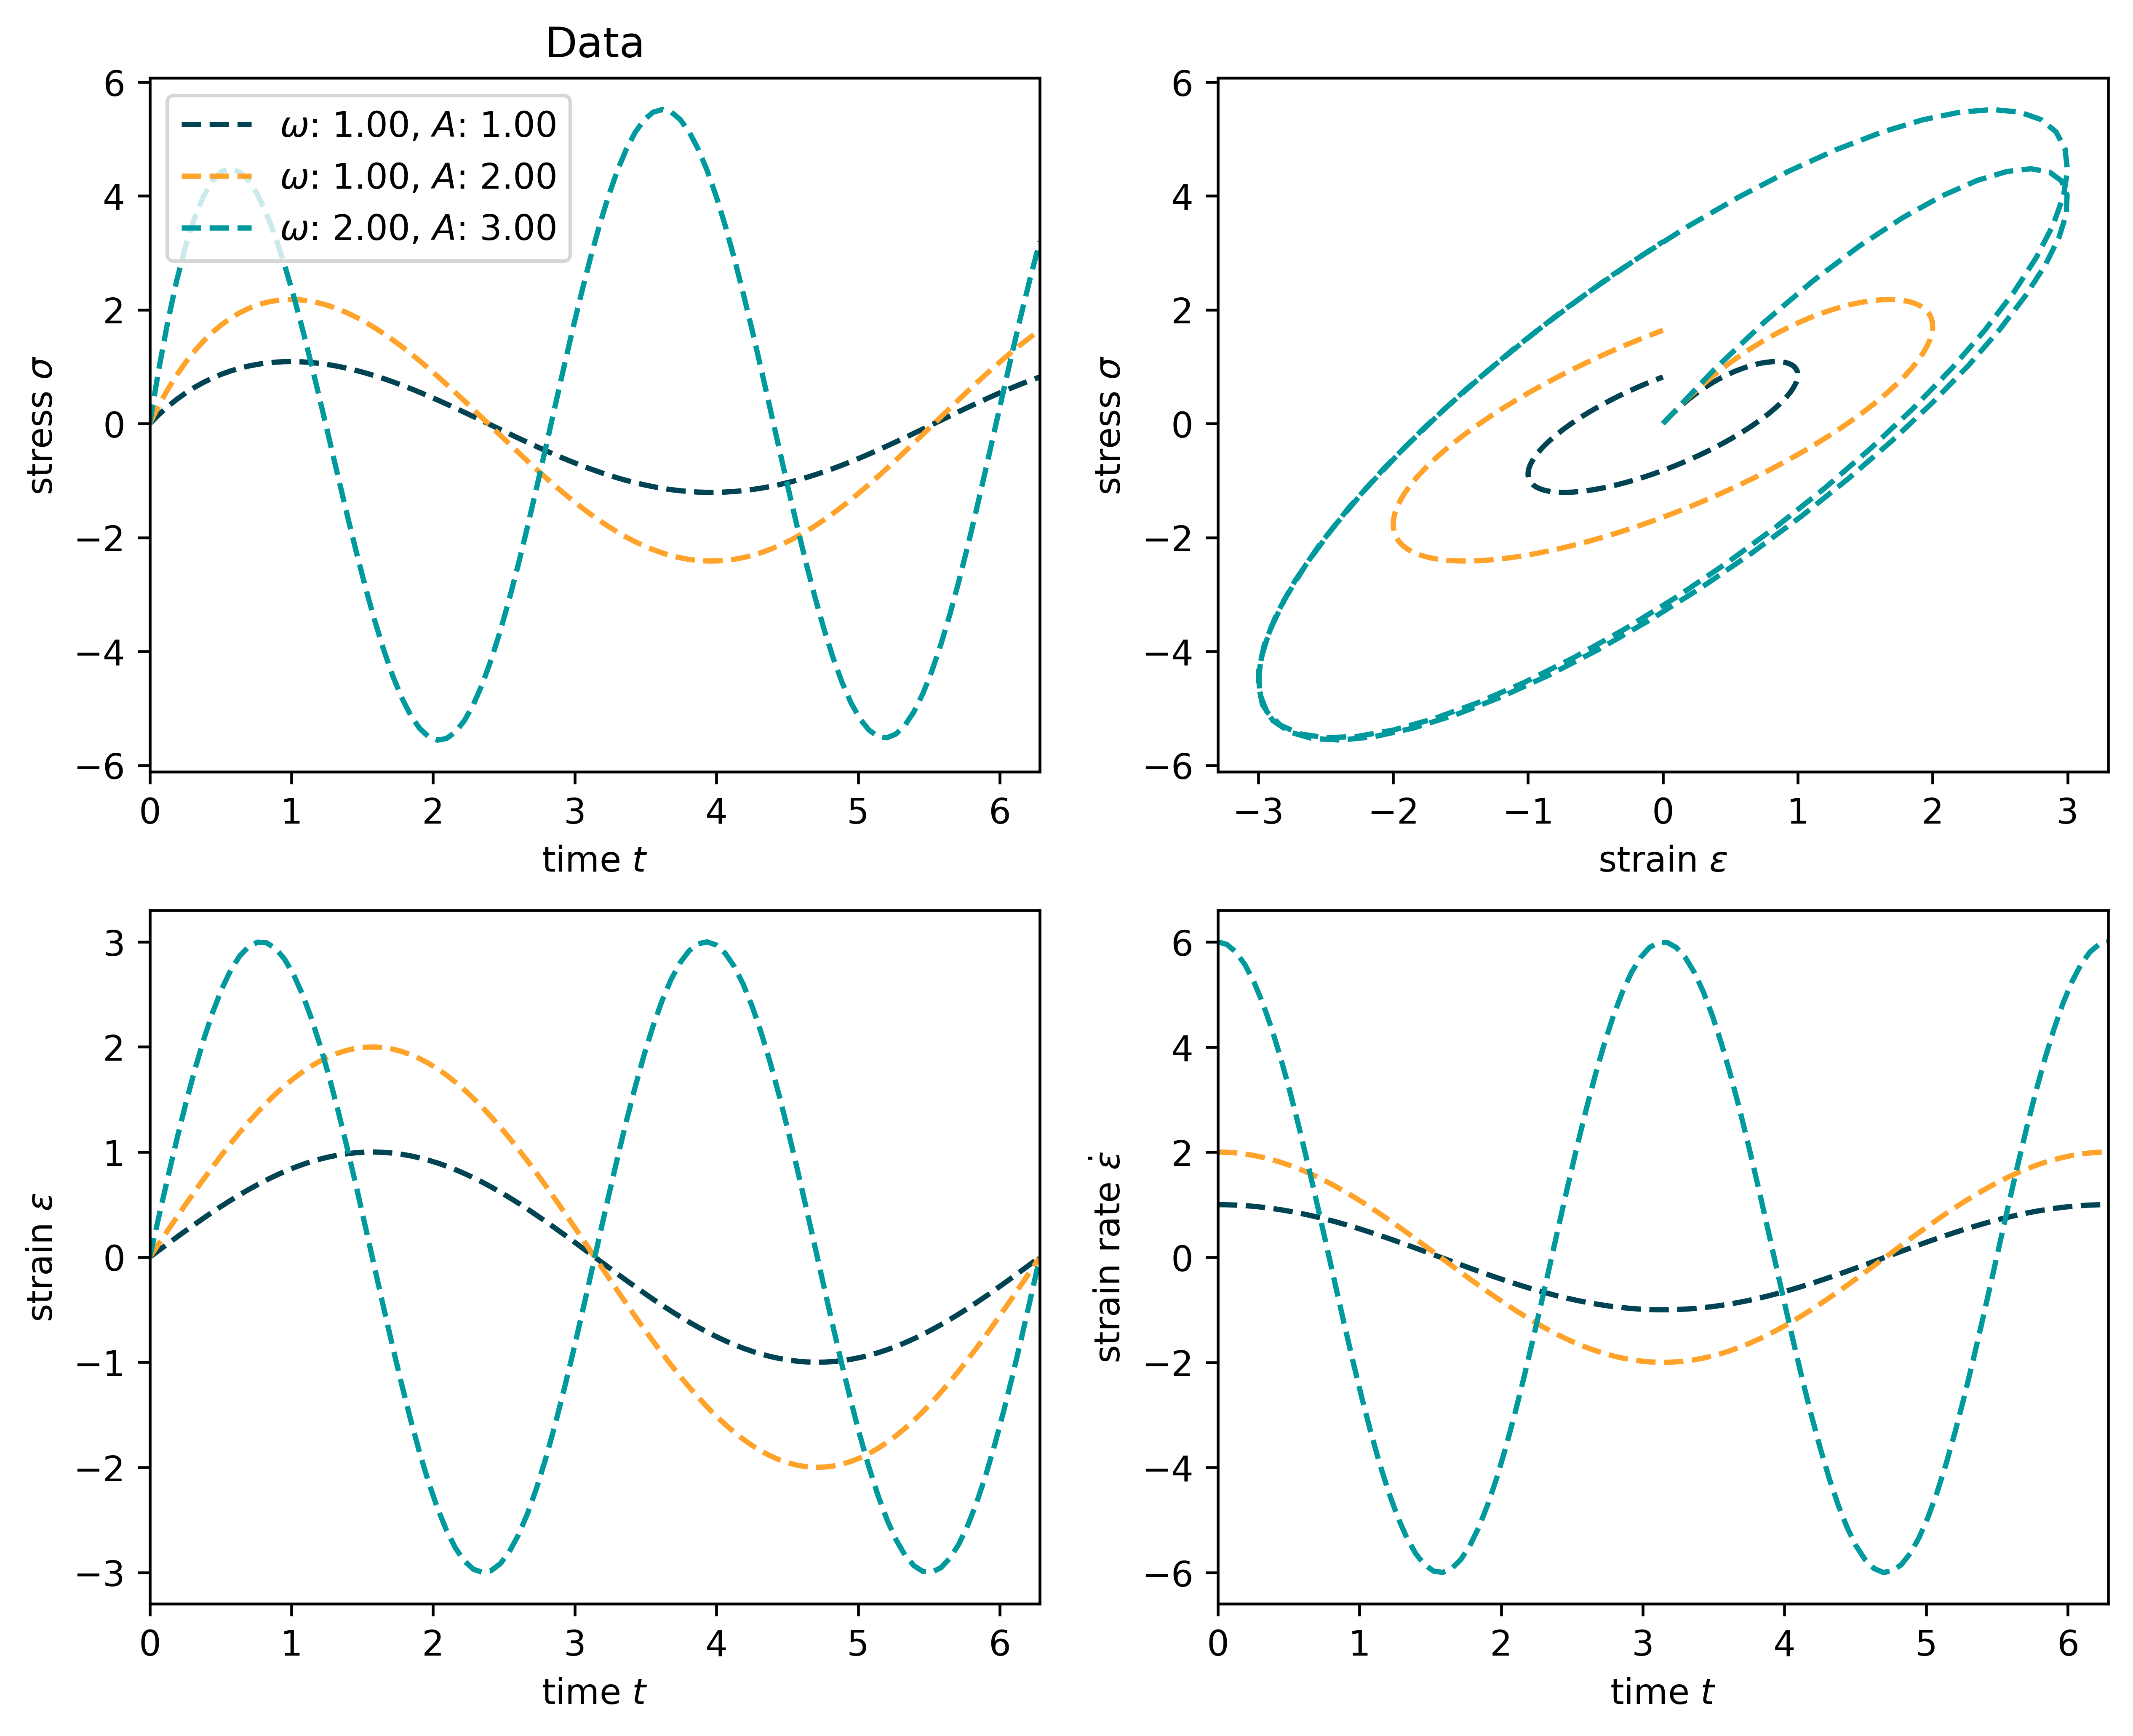 Data
6
4
2
0
−2
−4
−6
stress σ
ω: 1.00, A: 1.00
ω: 1.00, A: 2.00
ω: 2.00, A: 3.00
0 1 2 3 4 5 6
time t
6
4
2
0
−2
−4
−6
stress σ
−3 −2 −1 0 1 2 3
strain ε
3
2
1
0
−1
−2
−3
strain ε
0 1 2 3 4 5 6
time t
6
4
2
0
−2
−4
−6
strain rate ε̇
0 1 2 3 4 5 6
time t